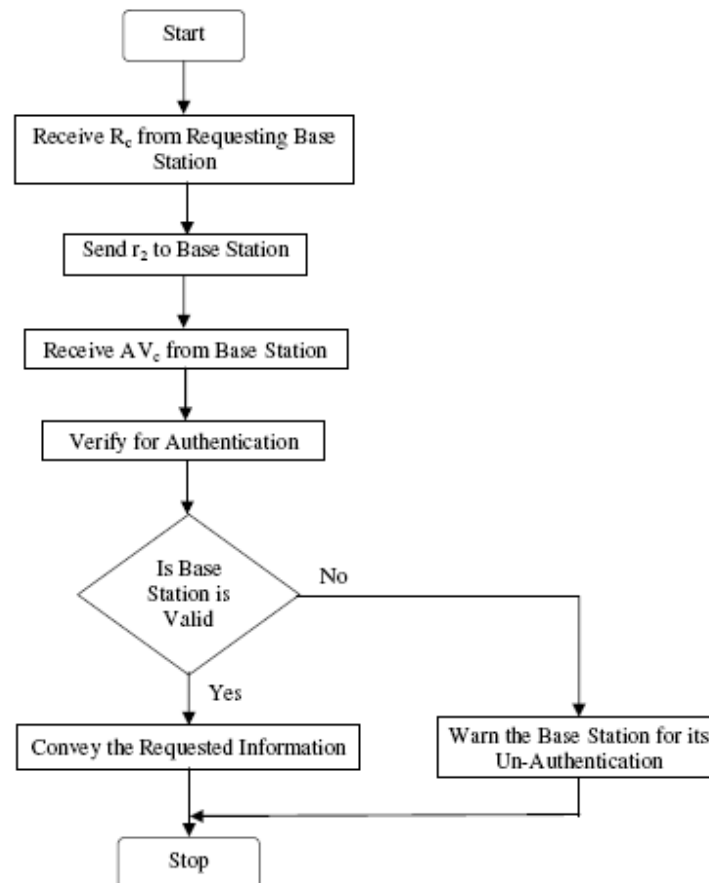 Start
Receive Rc from Requesting Base
Station
Send r2 to Base Station
Receive AVc from Base Station
Verify for Authentication
Is Base
Station is
Valid
No
Yes
Convey the Requested Information
Warn the Base Station for its
Un-Authentication
Stop